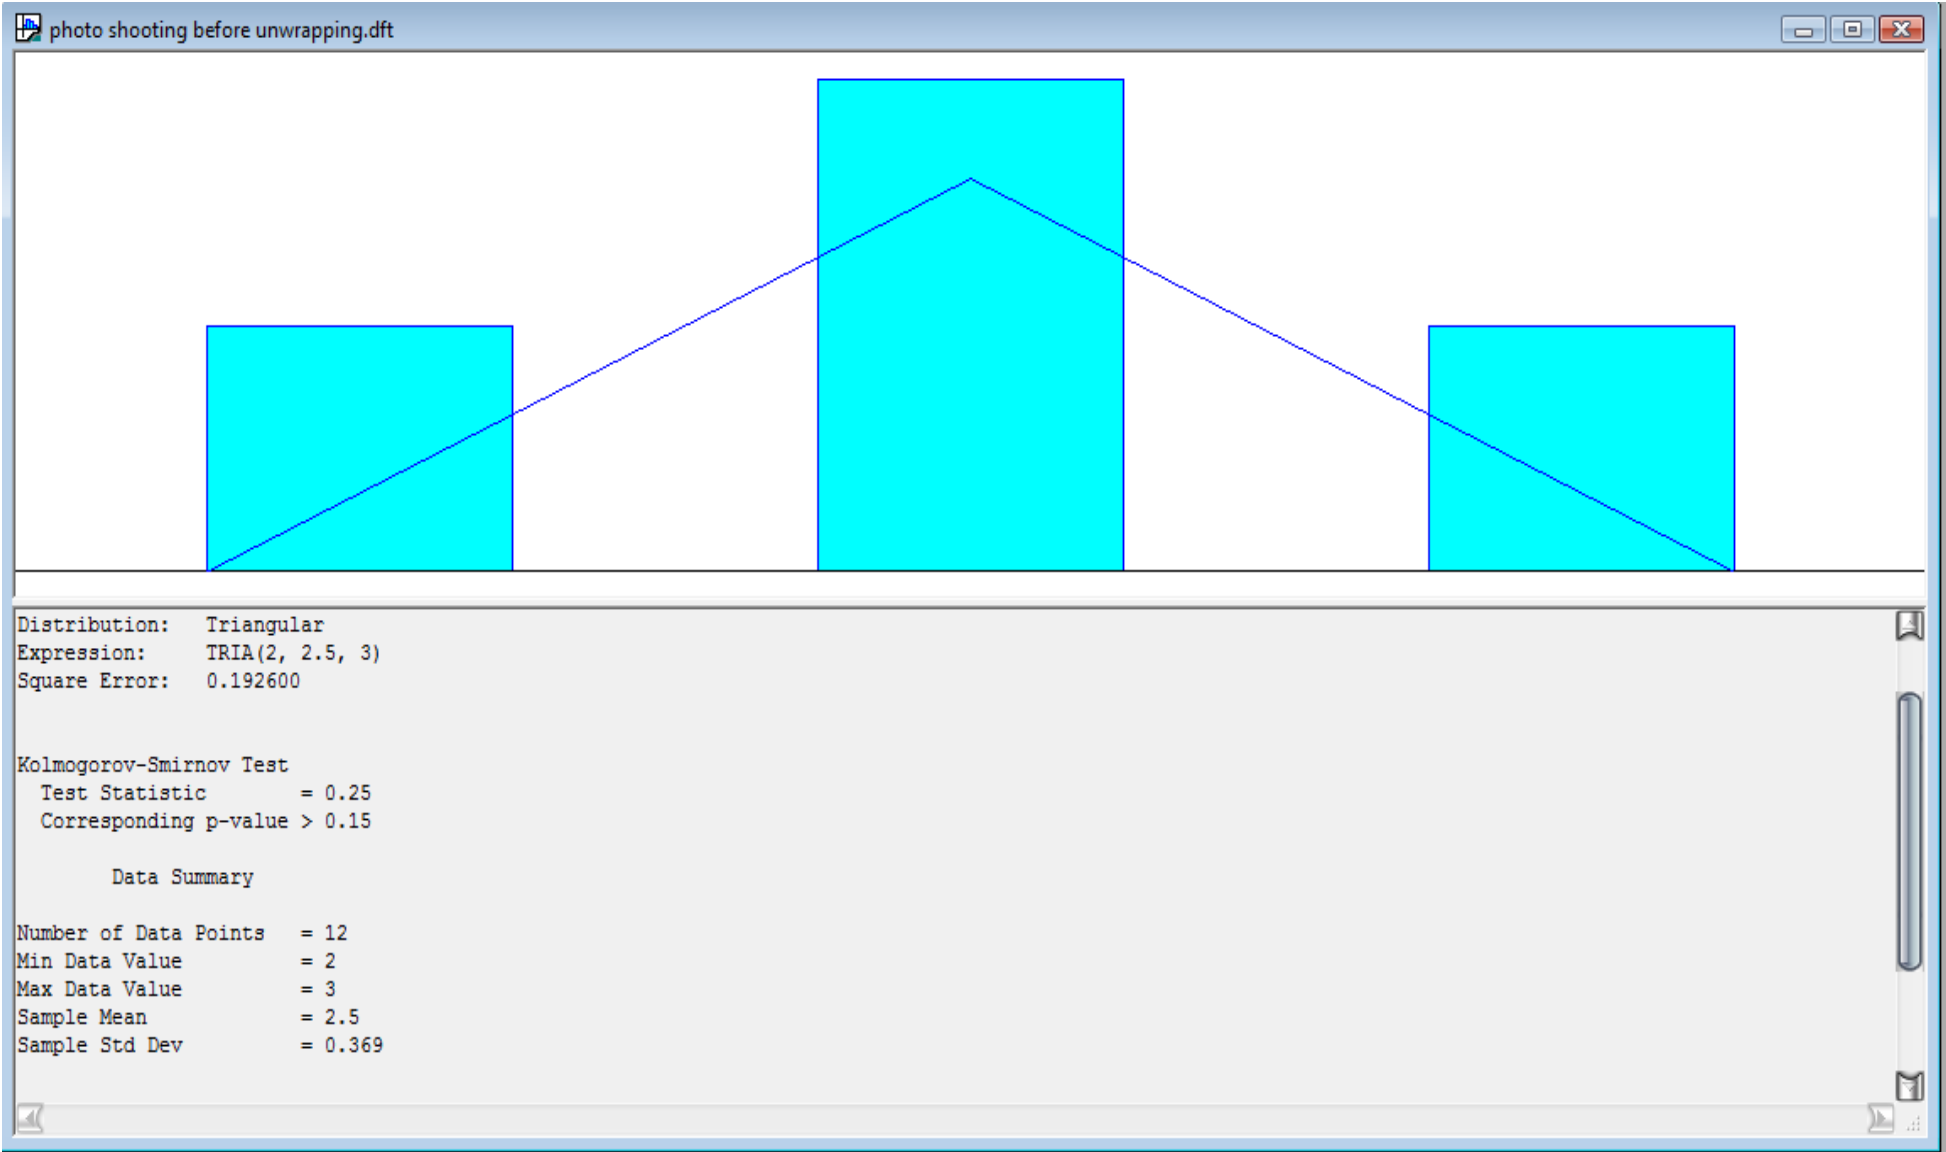 photo shooting before unwrapping.dft
Distribution: Triangular
Expression: TRIA(2, 2.5, 3)
Square Error: 0.192600
Kolmogorov-Smirnov Test
Test Statistic = 0.25
Corresponding p-value > 0.15
Data Summary
Number of Data Points = 12
Min Data Value = 2
Max Data Value = 3
Sample Mean = 2.5
Sample Std Dev = 0.369